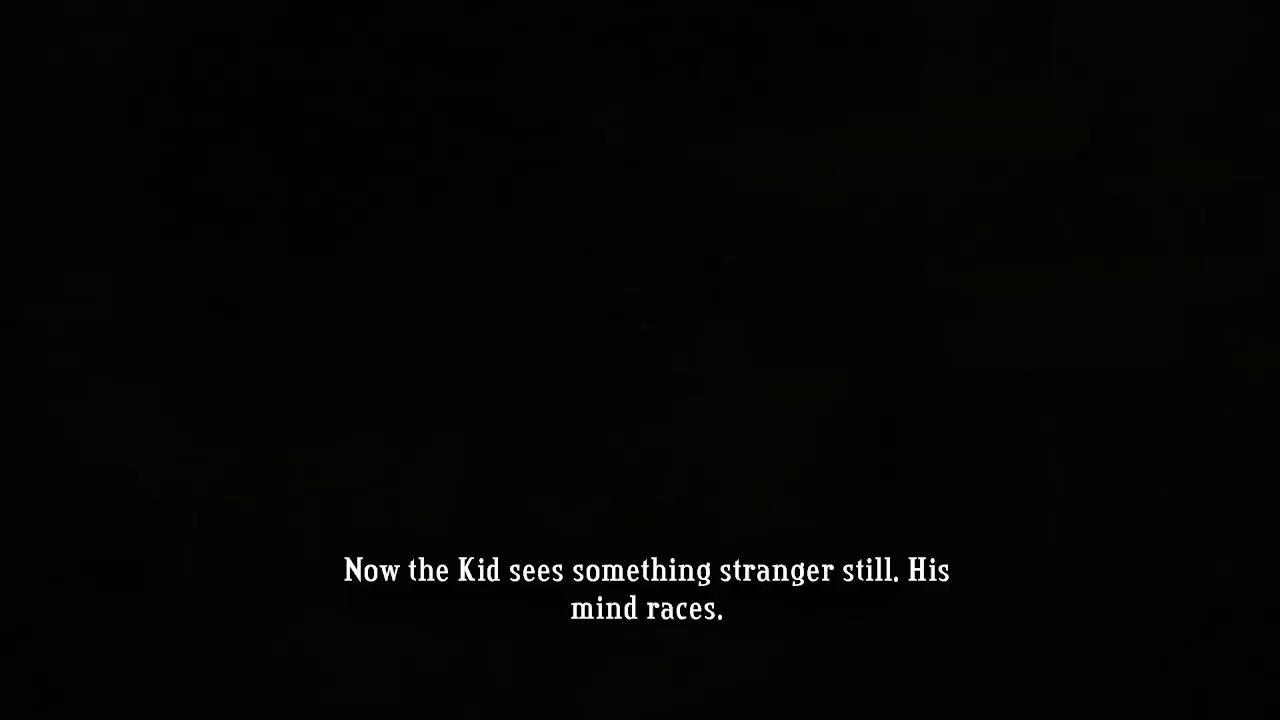 Now the Kid sees something stranger still. His
mind races.